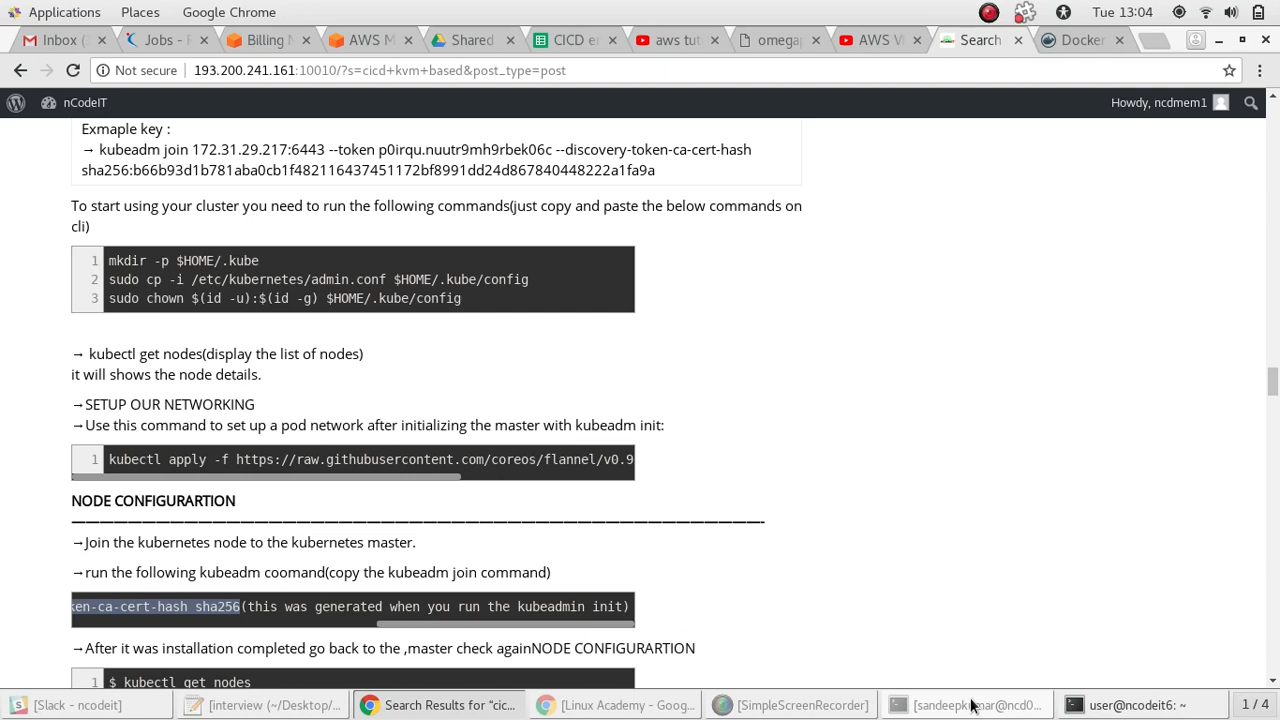 Applications Places Google Chrome Tue 13:04
Inbox (2 Jobs - R Billing M AWS M Shared CICD en aws tut omegap AWS VP Search Docker
Not secure 193.200.241.161:10010/?s=cicd+kvm+based&post_type=post
nCodeIT Howdy, ncdmem1
Exmaple key :
→ kubeadm join 172.31.29.217:6443 --token p0irqu.nuutr9mh9rbek06c --discovery-token-ca-cert-hash
sha256:b66b93d1b781aba0cb1f482116437451172bf8991dd24d867840448222a1fa9a
To start using your cluster you need to run the following commands(just copy and paste the below commands on
cli)
1 mkdir -p $HOME/.kube
2 sudo cp -i /etc/kubernetes/admin.conf $HOME/.kube/config
3 sudo chown $(id -u):$(id -g) $HOME/.kube/config
→ kubectl get nodes(display the list of nodes)
it will shows the node details.
→SETUP OUR NETWORKING
→Use this command to set up a pod network after initializing the master with kubeadm init:
1 kubectl apply -f https://raw.githubusercontent.com/coreos/flannel/v0.9
NODE CONFIGURARTION
—————————————————————————————————————————————————-
→Join the kubernetes node to the kubernetes master.
→run the following kubeadm coomand(copy the kubeadm join command)
ken-ca-cert-hash sha256(this was generated when you run the kubeadmin init)
→After it was installation completed go back to the ,master check againNODE CONFIGURARTION
1 $ kubectl get nodes
[Slack - ncodeit] [interview (~/Desktop/... Search Results for “cic... [Linux Academy - Goog... [SimpleScreenRecorder] [sandeepkumar@ncd0... user@ncodeit6: ~ 1 / 4